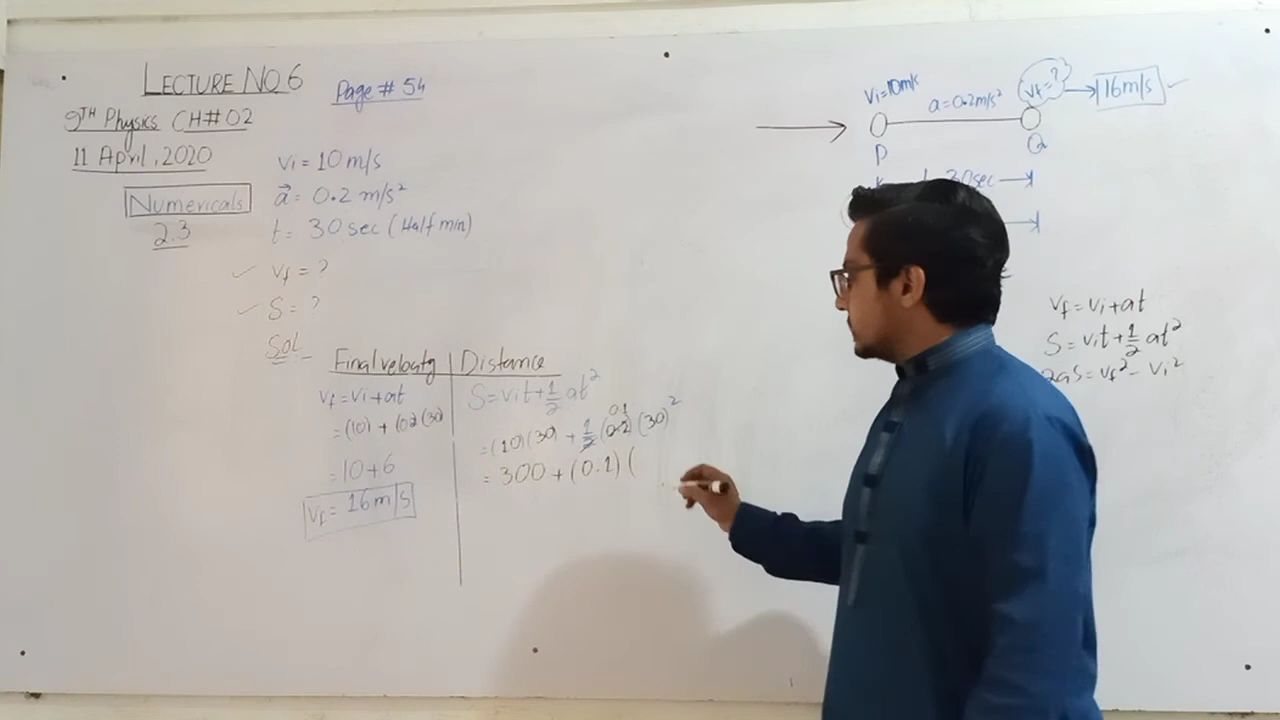 LECTURE NO 6
Page # 54
9TH Physics CH# 02
11 April, 2020
Numericals
2.3
vi = 10 m/s
a⃗ = 0.2 m/s²
t = 30 sec (Half min)
vf = ?
S = ?
Sol
Final velocity
vf = vi + at
= (10) + (0.2)(30)
= 10 + 6
vf = 16 m/s
Distance
S = vit + 1/2 at²
= (10)(30) + 1/2 (0.2) (30)²
0.1
= 300 + (0.1) (
vi = 10 m/s
a = 0.2 m/s²
vf = ?
16 m/s
P
Q
30 sec
vf = vi + at
S = vit + 1/2 at²
2aS = vf² - vi²